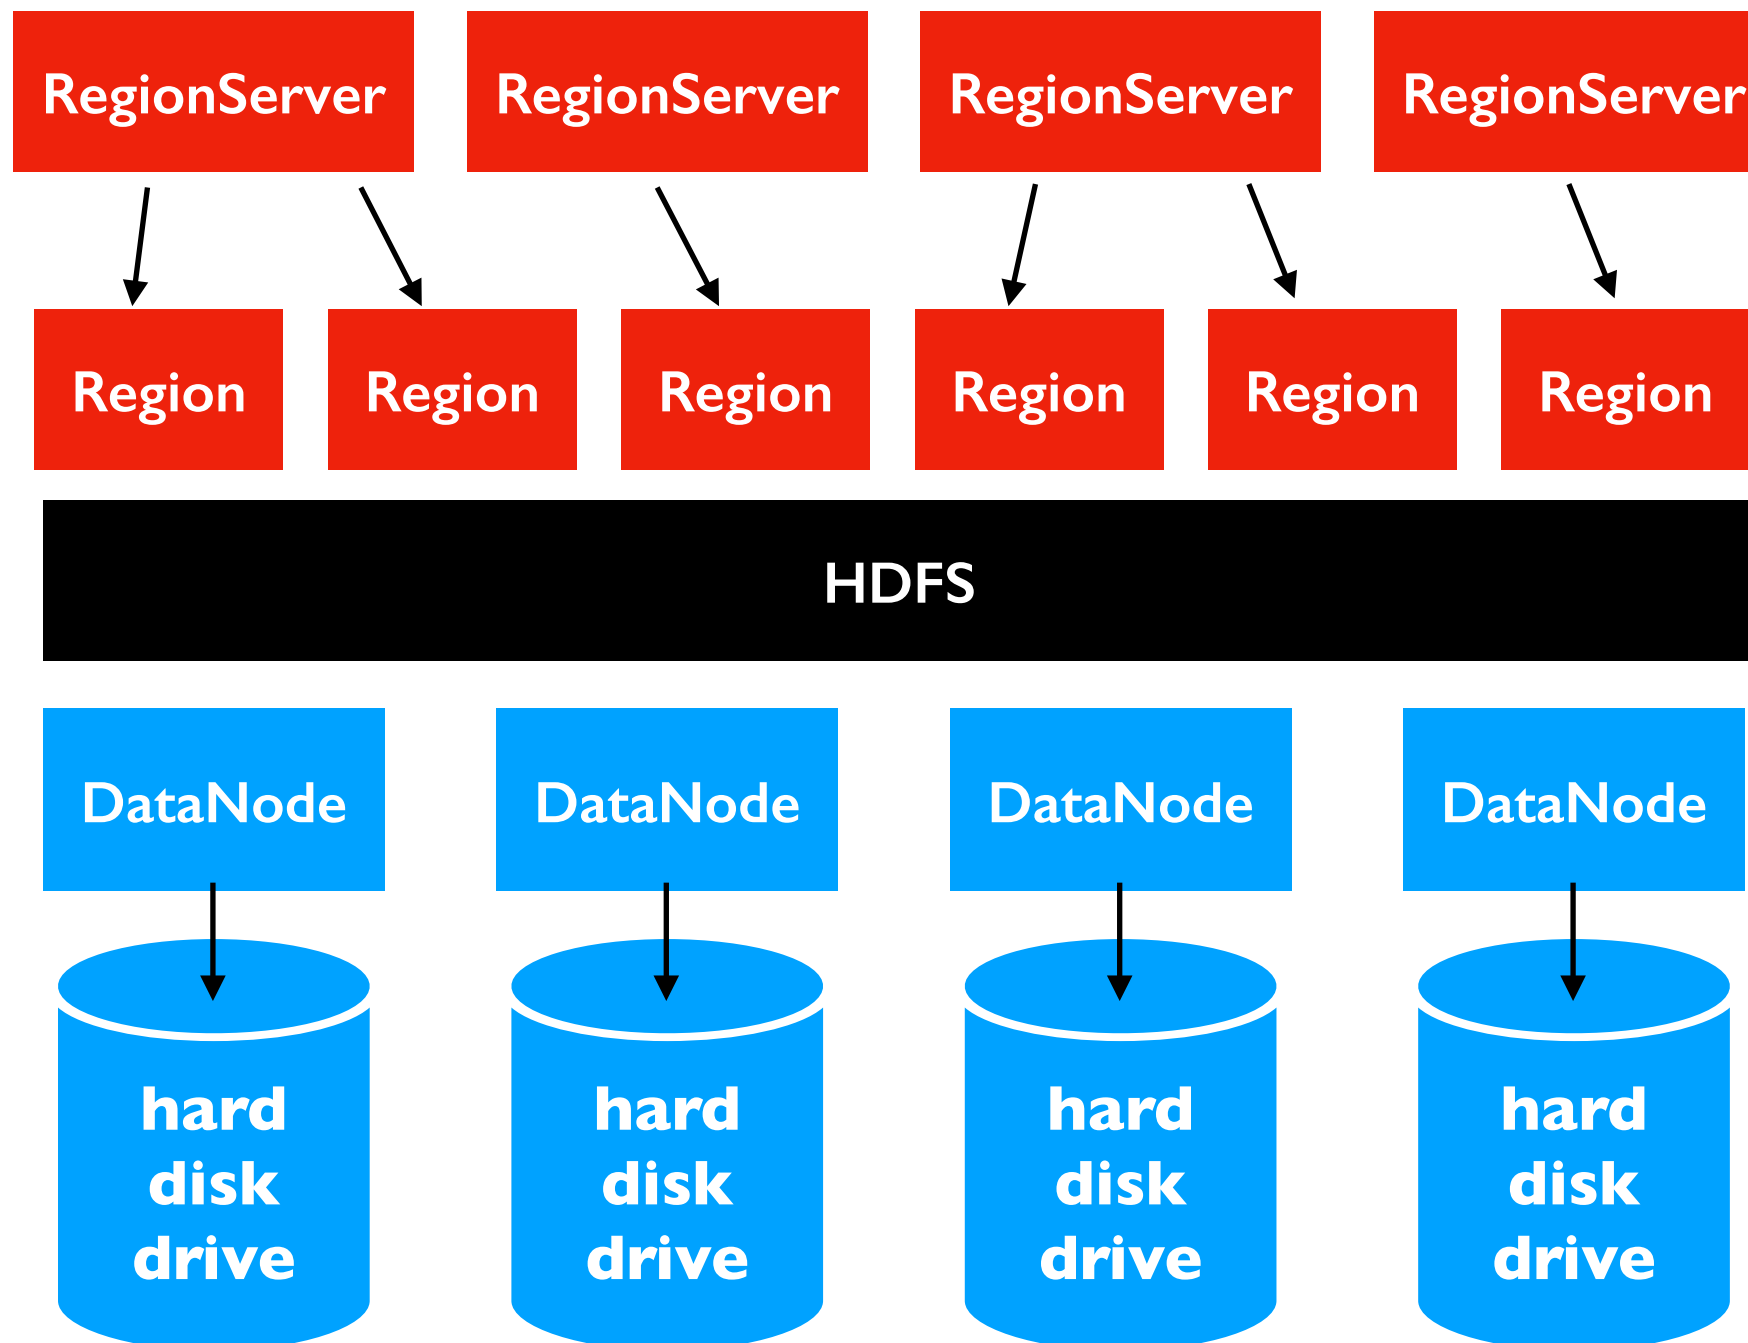 RegionServer RegionServer RegionServer RegionServer
Region Region Region Region Region Region
HDFS
DataNode DataNode DataNode DataNode
hard hard hard hard
disk disk disk disk
drive drive drive drive